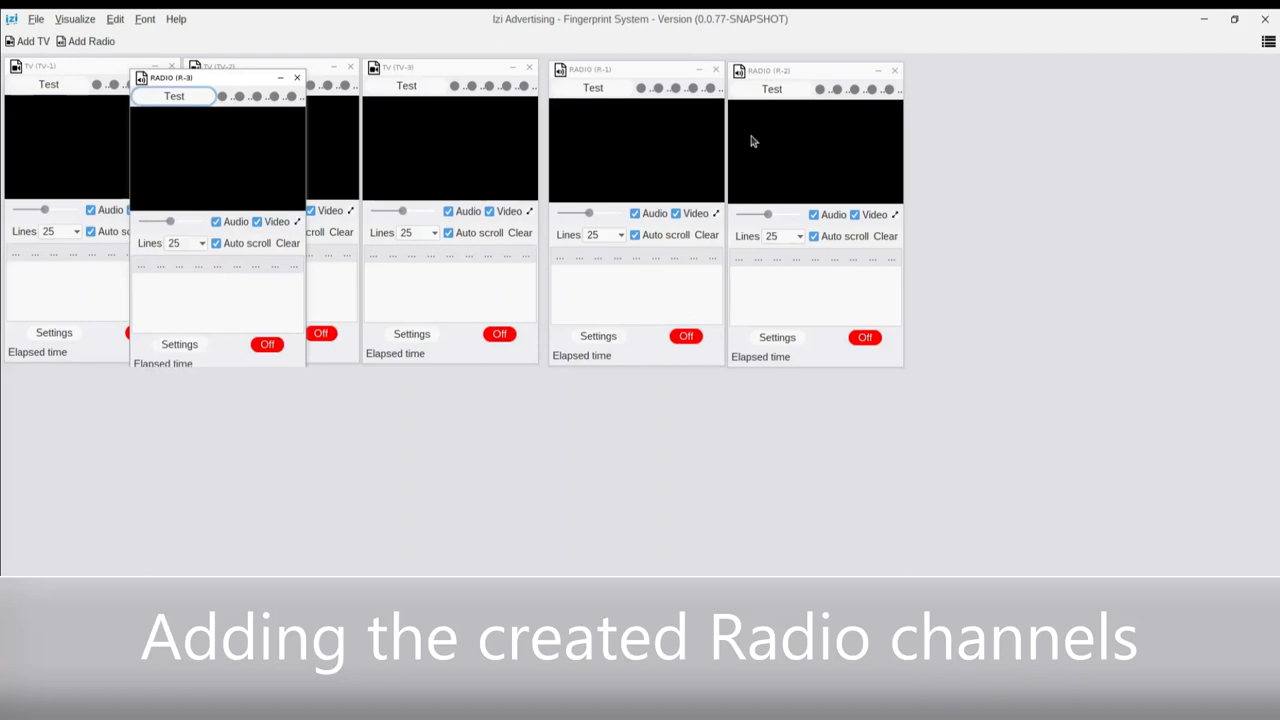 izi File Visualize Edit Font Help Izi Advertising - Fingerprint System - Version (0.0.77-SNAPSHOT)
Add TV Add Radio
TV (TV-1)
Test
Audio
Lines 25 Auto sc
Settings
Elapsed time
RADIO (R-3)
Test
Audio Video
Lines 25 Auto scroll Clear
Settings Off
Elapsed time
TV (TV-2)
Video
roll Clear
Off
TV (TV-3)
Test
Audio Video
Lines 25 Auto scroll Clear
Settings Off
Elapsed time
RADIO (R-1)
Test
Audio Video
Lines 25 Auto scroll Clear
Settings Off
Elapsed time
RADIO (R-2)
Test
Audio Video
Lines 25 Auto scroll Clear
Settings Off
Elapsed time
Adding the created Radio channels